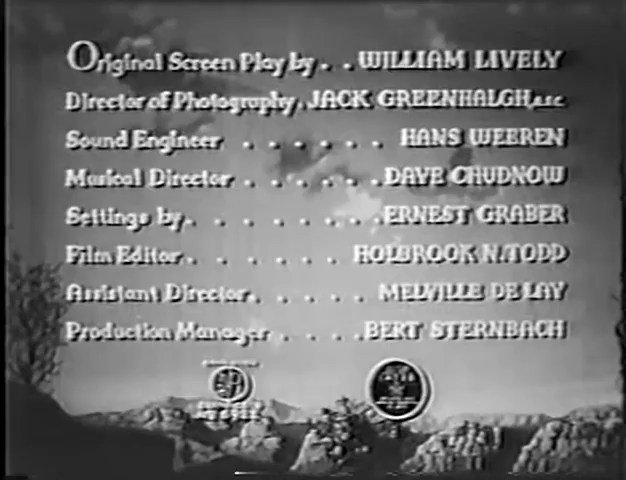 Original Screen Play by . . WILLIAM LIVELY
Director of Photography. JACK GREENHALGH, A.S.C.
Sound Engineer . . . . . . HANS WEEREN
Musical Director . . . . . . DAVE CHUDNOW
Settings by . . . . . . . . ERNEST GRABER
Film Editor . . . . . . . HOLBROOK N. TODD
Assistant Director . . . . . MELVILLE DE LAY
Production Manager . . . . . BERT STERNBACH